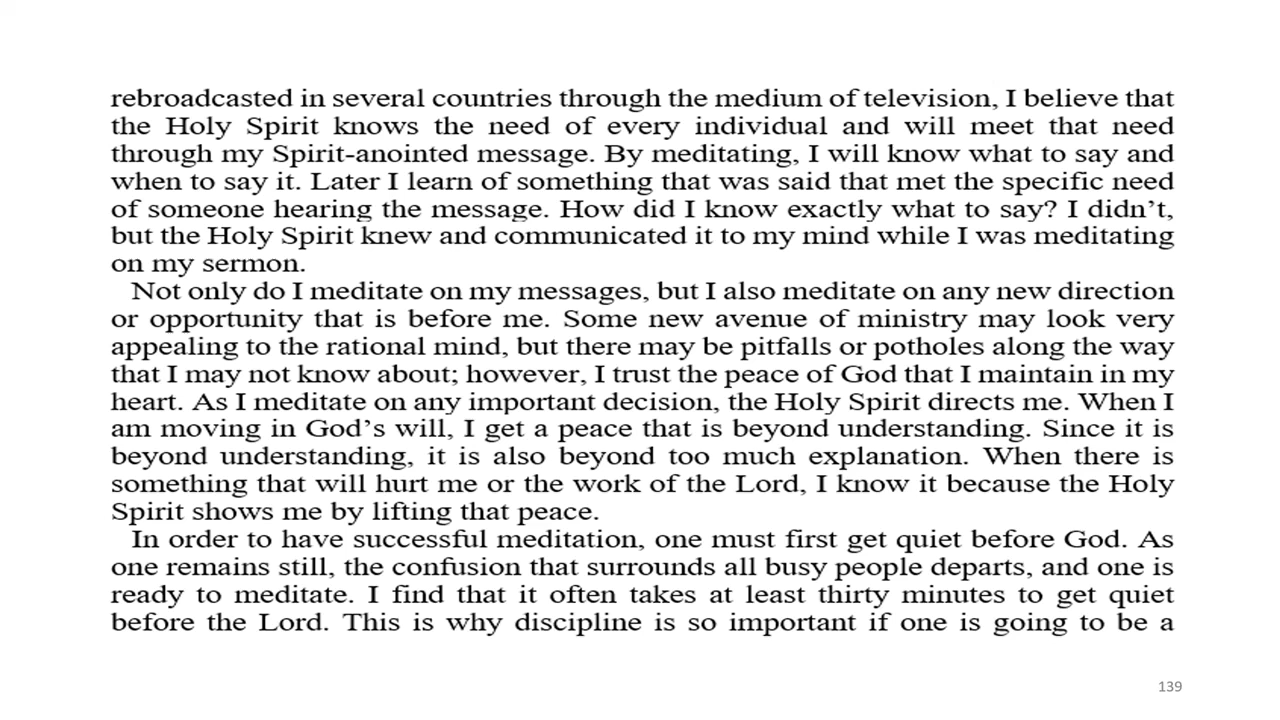 rebroadcasted in several countries through the medium of television, I believe that
the Holy Spirit knows the need of every individual and will meet that need
through my Spirit-anointed message. By meditating, I will know what to say and
when to say it. Later I learn of something that was said that met the specific need
of someone hearing the message. How did I know exactly what to say? I didn’t,
but the Holy Spirit knew and communicated it to my mind while I was meditating
on my sermon.
Not only do I meditate on my messages, but I also meditate on any new direction
or opportunity that is before me. Some new avenue of ministry may look very
appealing to the rational mind, but there may be pitfalls or potholes along the way
that I may not know about; however, I trust the peace of God that I maintain in my
heart. As I meditate on any important decision, the Holy Spirit directs me. When I
am moving in God’s will, I get a peace that is beyond understanding. Since it is
beyond understanding, it is also beyond too much explanation. When there is
something that will hurt me or the work of the Lord, I know it because the Holy
Spirit shows me by lifting that peace.
In order to have successful meditation, one must first get quiet before God. As
one remains still, the confusion that surrounds all busy people departs, and one is
ready to meditate. I find that it often takes at least thirty minutes to get quiet
before the Lord. This is why discipline is so important if one is going to be a
139